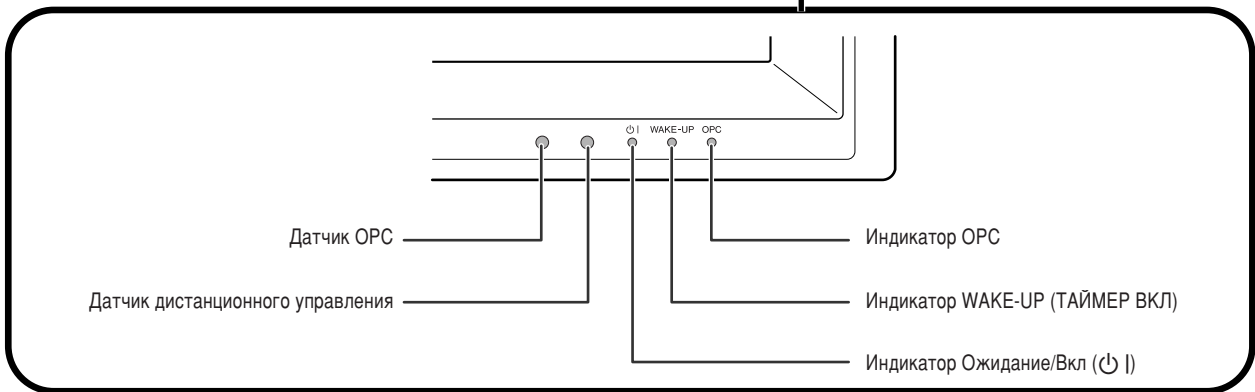 ⏻ | WAKE-UP OPC
Датчик OPC
Индикатор OPC
Датчик дистанционного управления
Индикатор WAKE-UP (ТАЙМЕР ВКЛ)
Индикатор Ожидание/Вкл (⏻ |)